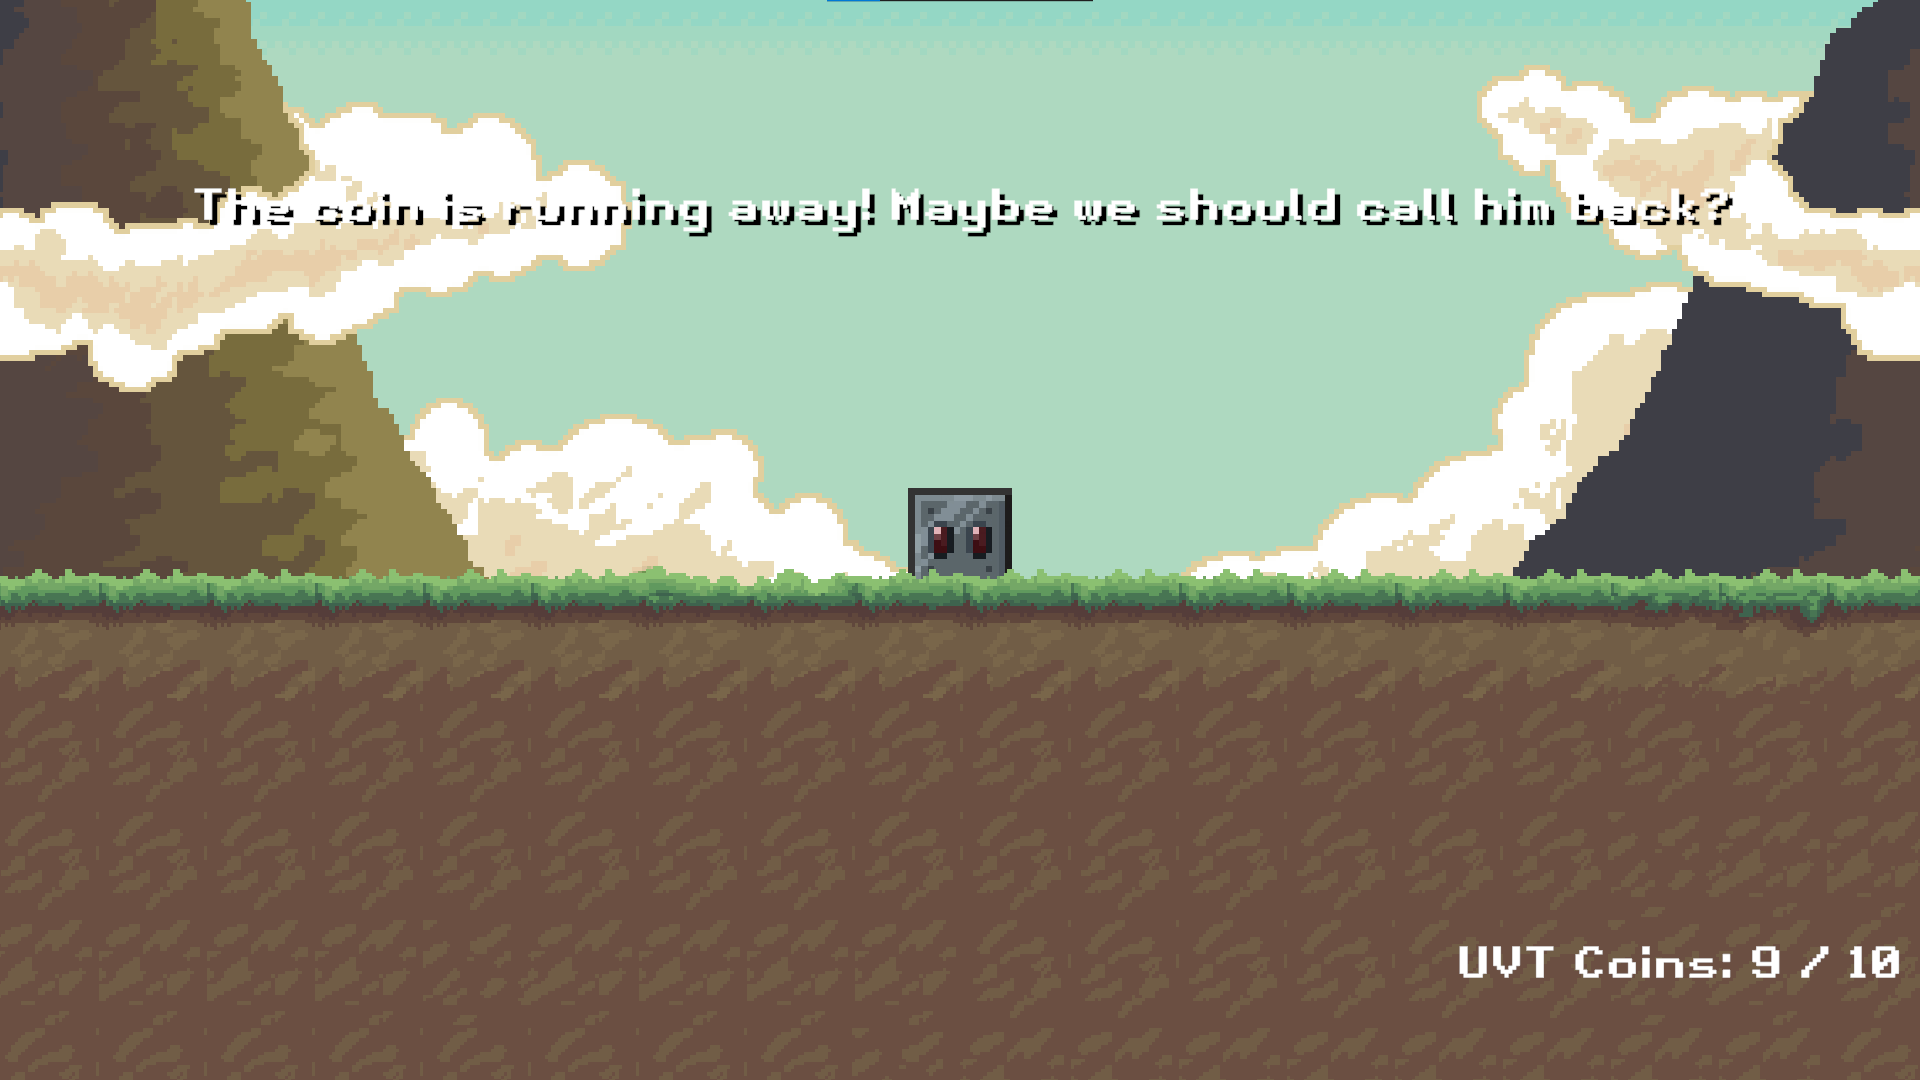 The coin is running away! Maybe we should call him back?
UVT Coins: 9 / 10